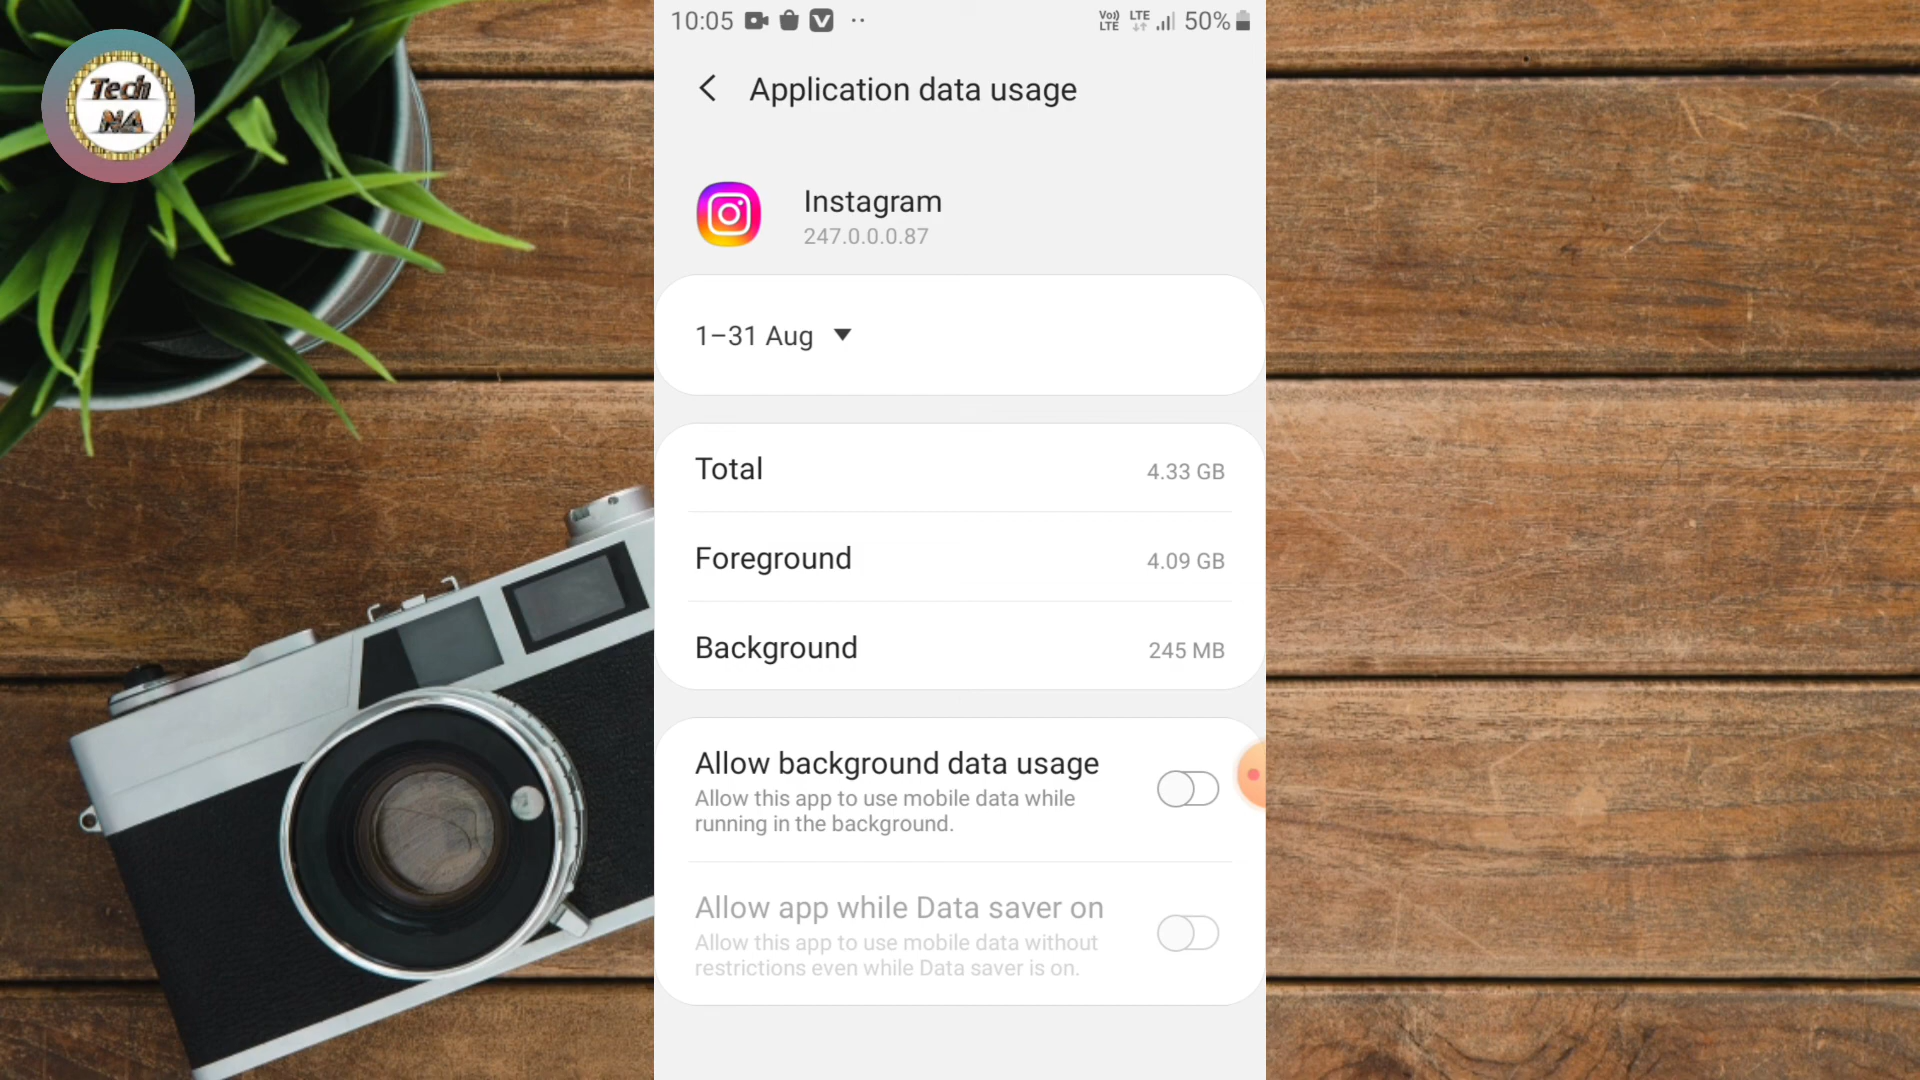 Tech
NA
10:05
Vo)) LTE LTE 50%
Application data usage
Instagram
247.0.0.0.87
1–31 Aug
Total
4.33 GB
Foreground
4.09 GB
Background
245 MB
Allow background data usage
Allow this app to use mobile data while
running in the background.
Allow app while Data saver on
Allow this app to use mobile data without
restrictions even while Data saver is on.